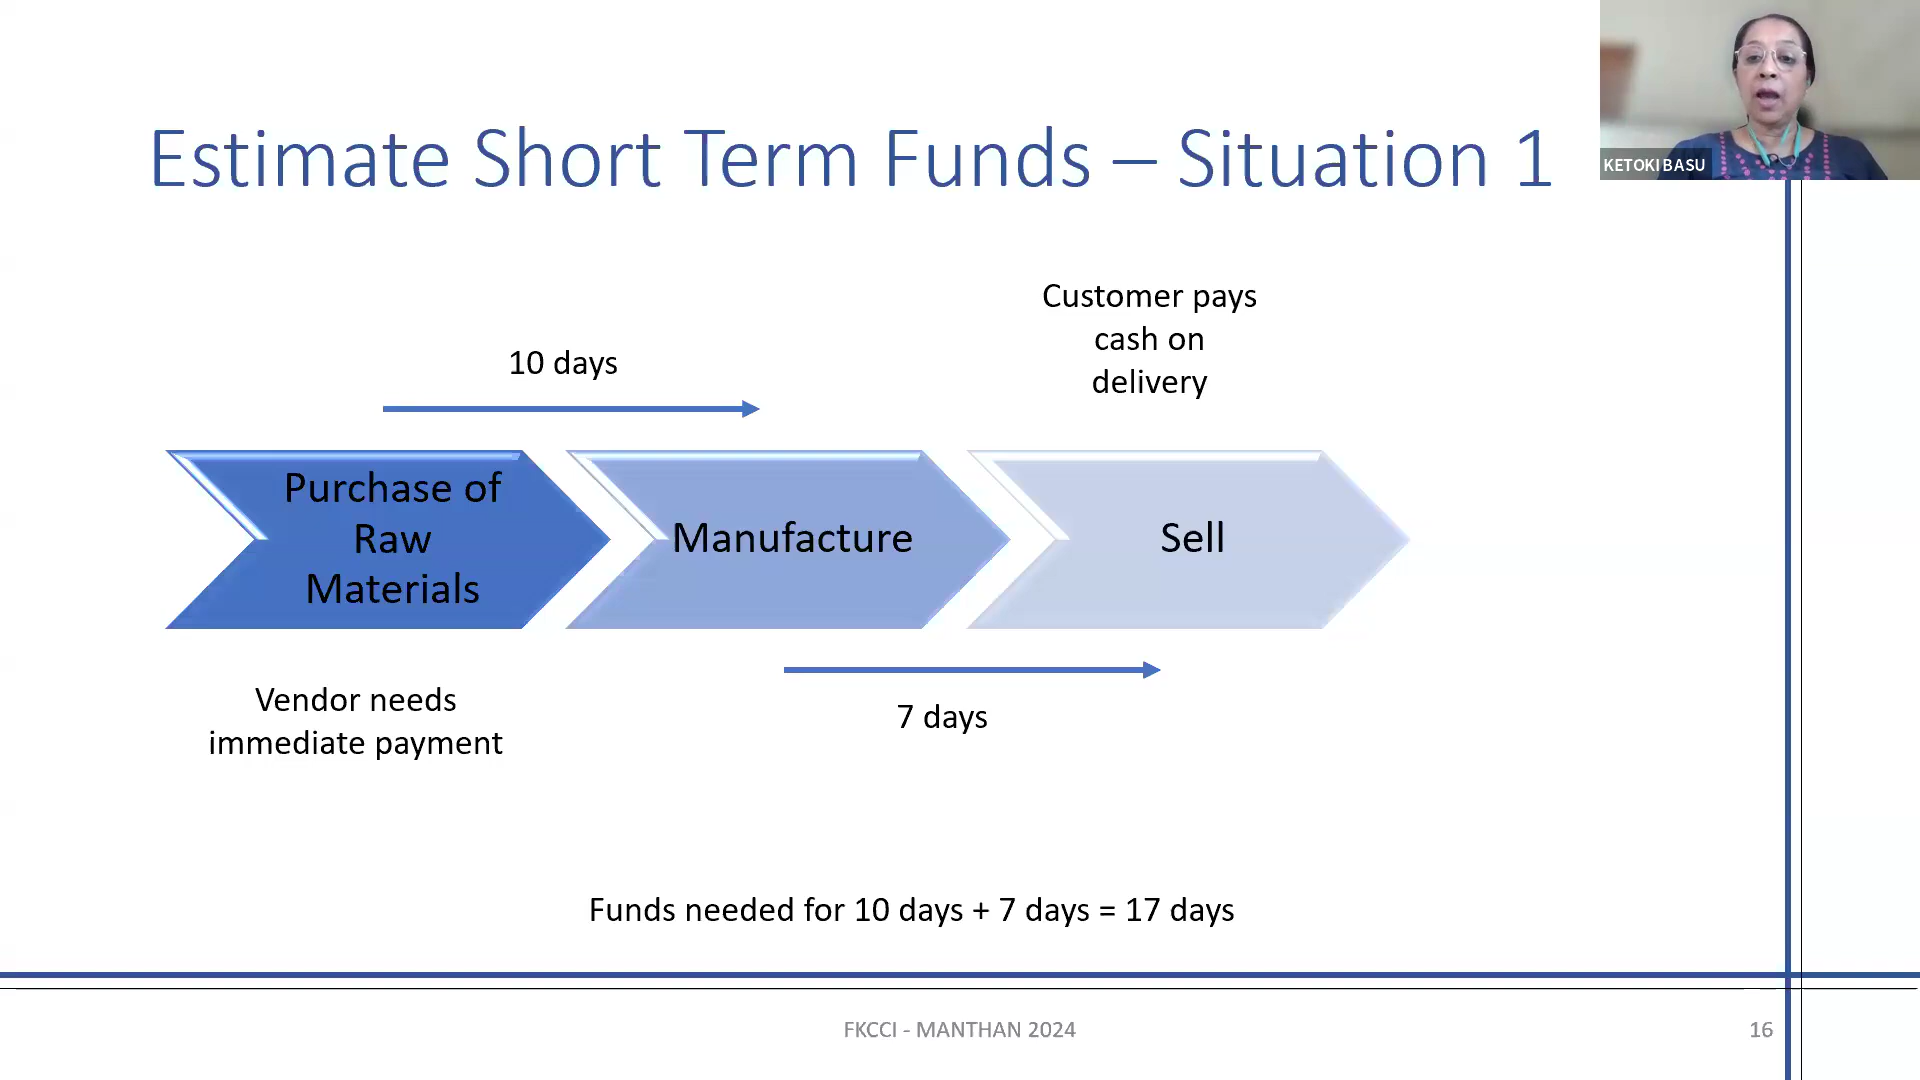 Estimate Short Term Funds – Situation 1
KETOKI BASU
Customer pays
cash on
delivery
10 days
Purchase of
Raw
Materials
Manufacture
Sell
Vendor needs
immediate payment
7 days
Funds needed for 10 days + 7 days = 17 days
FKCCI - MANTHAN 2024
16